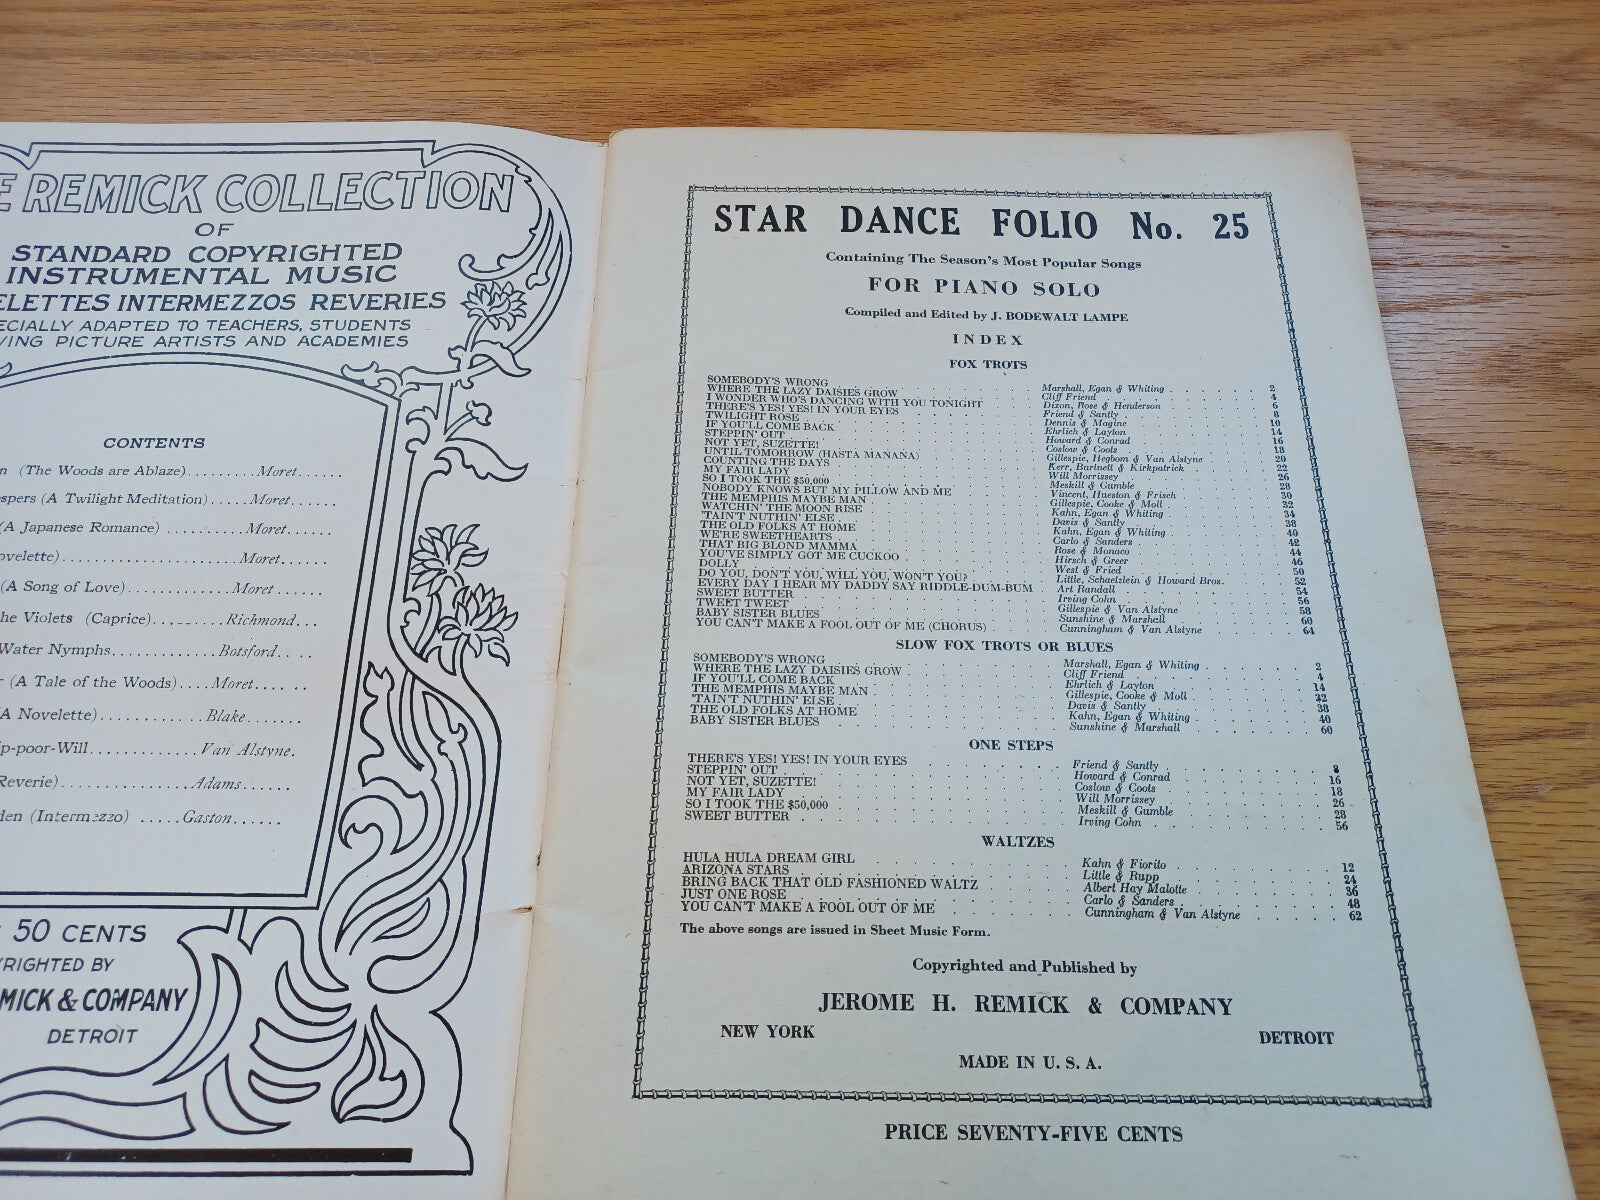 E REMICK COLLECTION
OF
STANDARD COPYRIGHTED
INSTRUMENTAL MUSIC
ELETTES INTERMEZZOS REVERIES
ECIALLY ADAPTED TO TEACHERS, STUDENTS
VING PICTURE ARTISTS AND ACADEMIES
CONTENTS
n (The Woods are Ablaze).........Moret......
espers (A Twilight Meditation).....Moret......
(A Japanese Romance) ....Moret......
ovelette)......................Moret......
(A Song of Love).............Moret......
he Violets (Caprice)........Richmond...
Water Nymphs............Botsford....
r (A Tale of the Woods)....Moret.......
A Novelette)............Blake.......
ip-poor-Will............Van Alstyne.
Reverie)..............Adams......
den (Intermezzo) .....Gaston......
50 CENTS
RIGHTED BY
MICK & COMPANY
DETROIT
STAR DANCE FOLIO No. 25
Containing The Season's Most Popular Songs
FOR PIANO SOLO
Compiled and Edited by J. BODEWALT LAMPE
INDEX
FOX TROTS
SOMEBODY'S WRONG Marshall, Egan & Whiting 2
WHERE THE LAZY DAISIES GROW Cliff Friend 4
I WONDER WHO'S DANCING WITH YOU TONIGHT Dixon, Rose & Henderson 6
THERE'S YES! YES! IN YOUR EYES Friend & Santly 8
TWILIGHT ROSE Dennis & Magine 10
IF YOU'LL COME BACK Ehrlich & Layton 14
STEPPIN' OUT Howard & Conrad 16
NOT YET, SUZETTE! Coslow & Coots 18
UNTIL TOMORROW (HASTA MAÑANA) Gillespie, Hegbom & Van Alstyne 20
COUNTING THE DAYS Kerr, Burtnett & Kirkpatrick 22
MY FAIR LADY Will Morrissey 26
SO I TOOK THE $50,000 Meskill & Gumble 28
NOBODY KNOWS BUT MY PILLOW AND ME Vincent, Hueston & Frisch 30
THE MEMPHIS MAYBE MAN Gillespie, Cooke & Moll 32
WATCHIN' THE MOON RISE Kahn, Egan & Whiting 34
'TAIN'T NUTHIN' ELSE Davis & Santly 38
THE OLD FOLKS AT HOME Kahn, Egan & Whiting 40
WE'RE SWEETHEARTS Carlo & Sanders 42
THAT BIG BLOND MAMMA Rose & Monaco 44
YOU'VE SIMPLY GOT ME CUCKOO Hirsch & Greer 46
DOLLY West & Fried 50
DO YOU, DON'T YOU, WILL YOU, WON'T YOU? Little, Schaetzlein & Howard Bros. 52
EVERY DAY I HEAR MY DADDY SAY RIDDLE-DUM-BUM Art Randall 54
SWEET BUTTER Irving Cohn 56
TWEET TWEET Gillespie & Van Alstyne 58
BABY SISTER BLUES Sunshine & Marshall 60
YOU CAN'T MAKE A FOOL OUT OF ME (CHORUS) Cunningham & Van Alstyne 64
SLOW FOX TROTS OR BLUES
SOMEBODY'S WRONG Marshall, Egan & Whiting 2
WHERE THE LAZY DAISIES GROW Cliff Friend 4
IF YOU'LL COME BACK Ehrlich & Layton 14
THE MEMPHIS MAYBE MAN Gillespie, Cooke & Moll 32
'TAIN'T NUTHIN' ELSE Davis & Santly 38
THE OLD FOLKS AT HOME Kahn, Egan & Whiting 40
BABY SISTER BLUES Sunshine & Marshall 60
ONE STEPS
THERE'S YES! YES! IN YOUR EYES Friend & Santly 8
STEPPIN' OUT Howard & Conrad 16
NOT YET, SUZETTE! Coslow & Coots 18
MY FAIR LADY Will Morrissey 26
SO I TOOK THE $50,000 Meskill & Gumble 28
SWEET BUTTER Irving Cohn 56
WALTZES
HULA HULA DREAM GIRL Kahn & Fiorito 12
ARIZONA STARS Little & Rupp 24
BRING BACK THAT OLD FASHIONED WALTZ Albert Hay Malotte 36
JUST ONE ROSE Carlo & Sanders 48
YOU CAN'T MAKE A FOOL OUT OF ME Cunningham & Van Alstyne 62
The above songs are issued in Sheet Music Form.
Copyrighted and Published by
JEROME H. REMICK & COMPANY
NEW YORK DETROIT
MADE IN U. S. A.
PRICE SEVENTY-FIVE CENTS